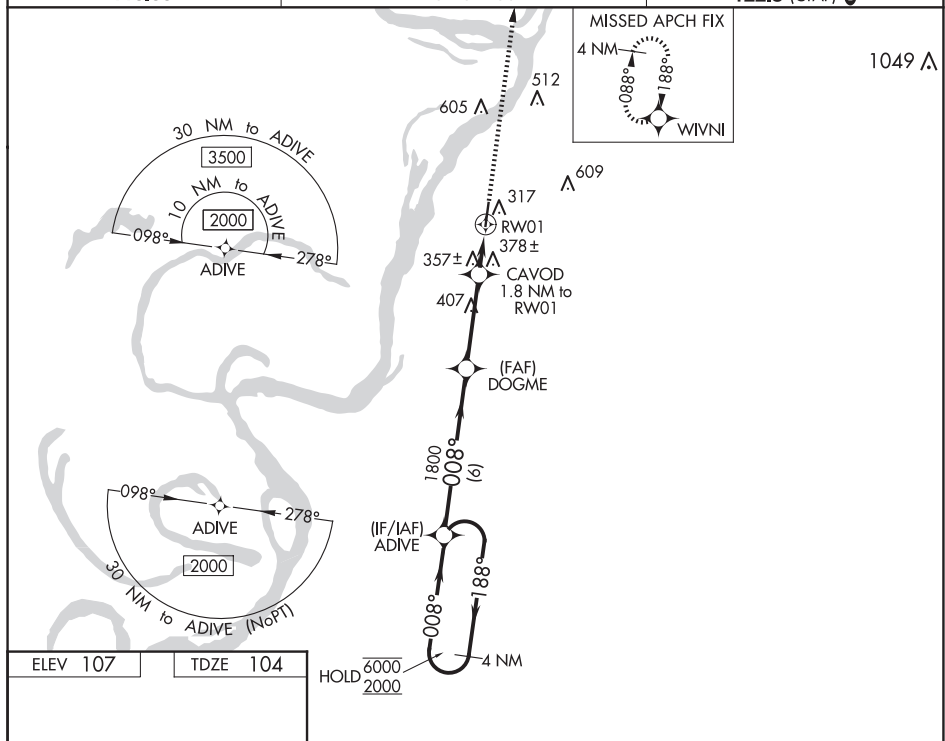 MISSED APCH FIX
4 NM
088°
188°
WIVNI
1049
512
605
30 NM to ADIVE
3500
10 NM to ADIVE
2000
098°
278°
ADIVE
609
317
RW01
378±
357±
CAVOD
1.8 NM to
RW01
407
(FAF)
DOGME
1800
008°
(6)
098°
278°
ADIVE
2000
30 NM to ADIVE (NoPT)
(IF/IAF)
ADIVE
008°
188°
HOLD 6000
2000
4 NM
ELEV 107
TDZE 104